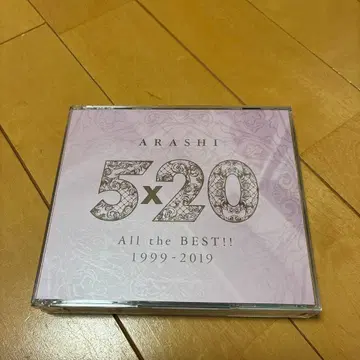 ARASHI
5x20
All the BEST!!
1999-2019